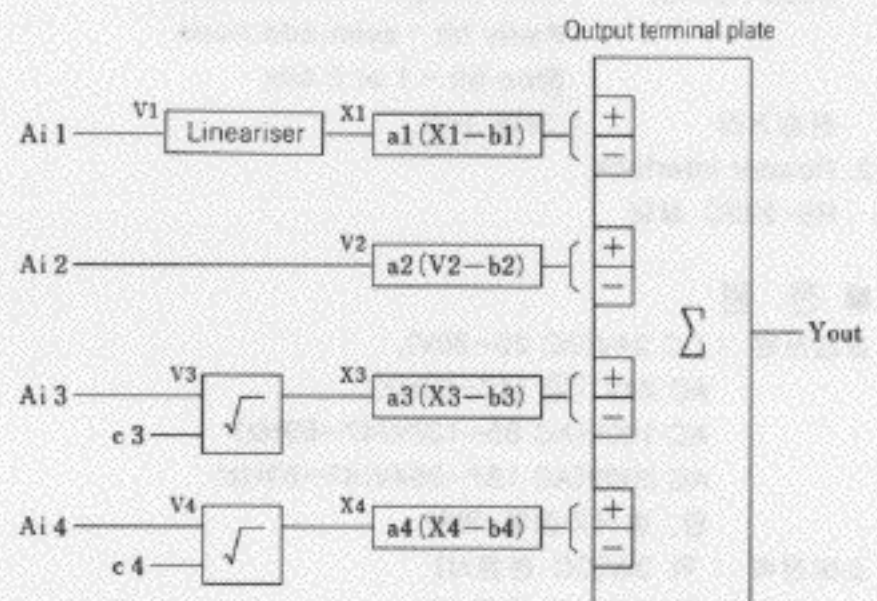 Output terminal plate
Ai 1 V1 Lineariser X1 a1(X1−b1) + −
Ai 2 V2 a2(V2−b2) + −
∑ Yout
Ai 3 V3 √ X3 a3(X3−b3) + −
c 3
Ai 4 V4 √ X4 a4(X4−b4) + −
c 4